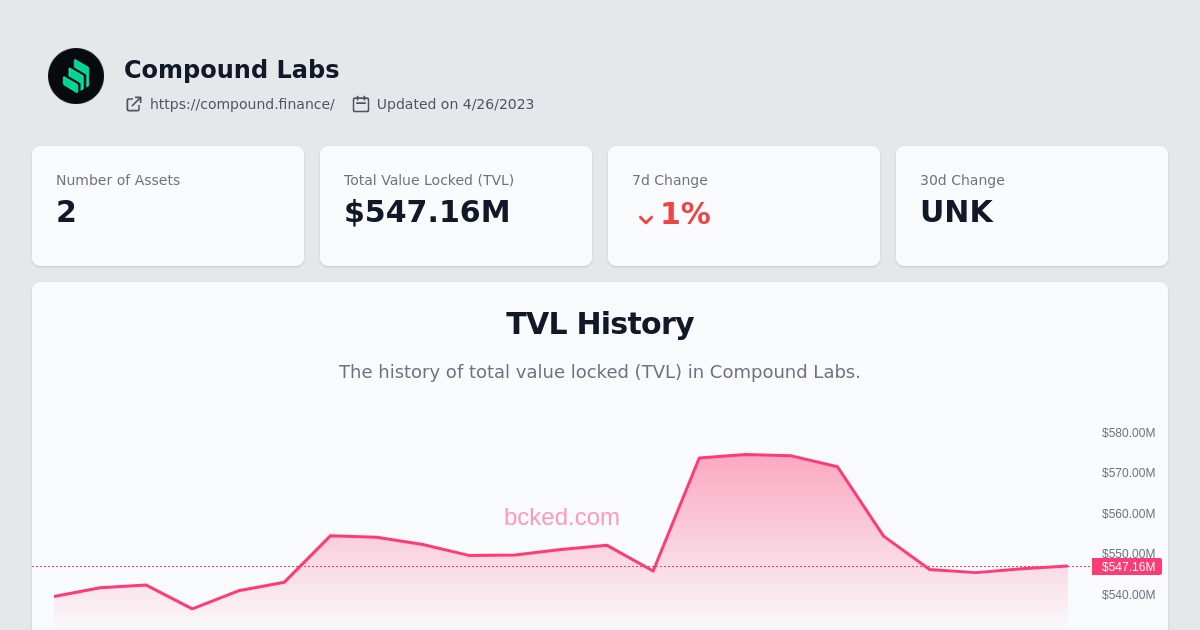 Compound Labs
https://compound.finance/ Updated on 4/26/2023
Number of Assets
2
Total Value Locked (TVL)
$547.16M
7d Change
1%
30d Change
UNK
TVL History
The history of total value locked (TVL) in Compound Labs.
$580.00M
$570.00M
bcked.com
$560.00M
$550.00M
$547.16M
$540.00M